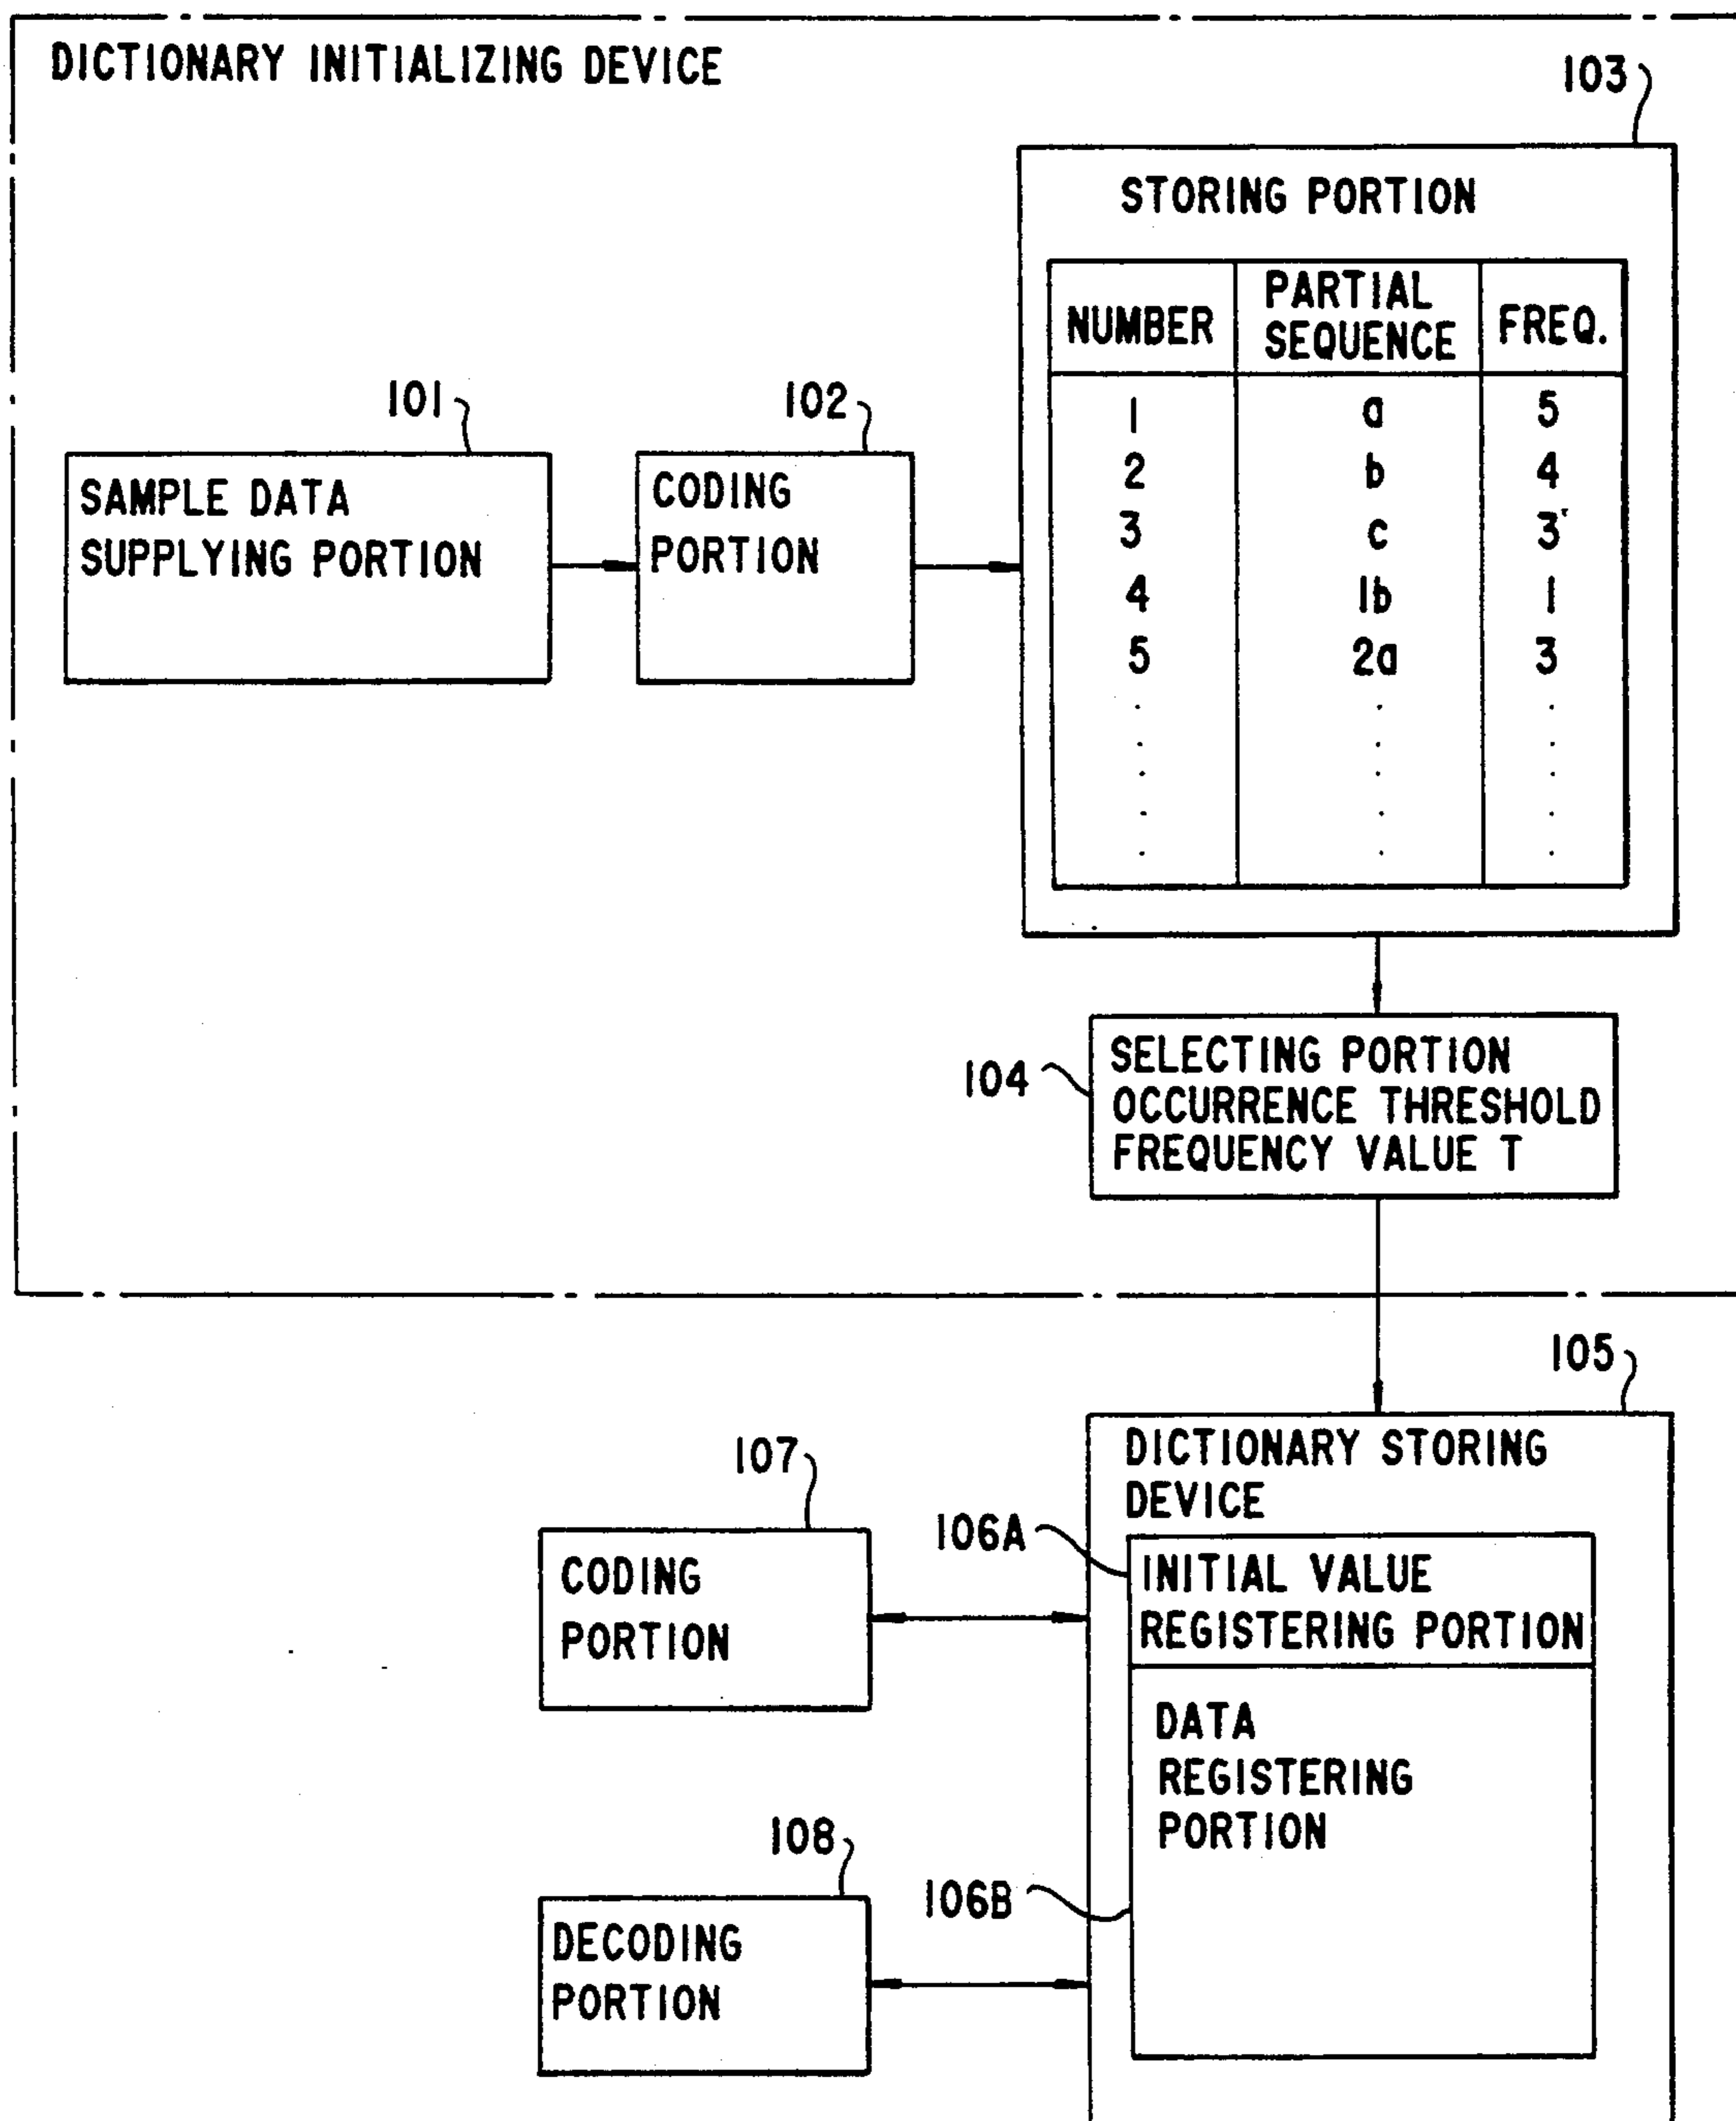 DICTIONARY INITIALIZING DEVICE
103
STORING PORTION
NUMBER PARTIAL SEQUENCE FREQ.
1 a 5
2 b 4
3 c 3
4 1b 1
5 2a 3
101
SAMPLE DATA
SUPPLYING PORTION
102
CODING
PORTION
104
SELECTING PORTION
OCCURRENCE THRESHOLD
FREQUENCY VALUE T
105
DICTIONARY STORING
DEVICE
106A
INITIAL VALUE
REGISTERING PORTION
107
CODING
PORTION
106B
DATA
REGISTERING
PORTION
108
DECODING
PORTION